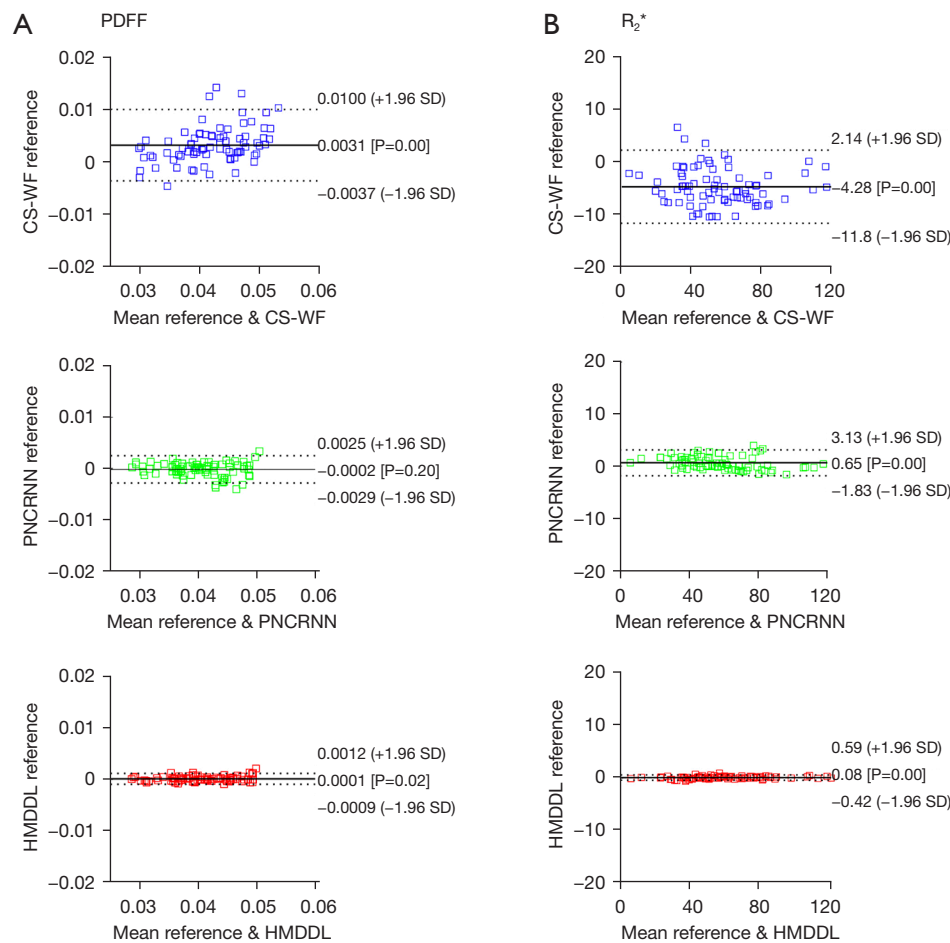 A PDFF
0.02
0.01
0
−0.01
−0.02
CS-WF reference
0.0100 (+1.96 SD)
0.0031 [P=0.00]
−0.0037 (−1.96 SD)
0.03 0.04 0.05 0.06
Mean reference & CS-WF
B R₂*
20
10
0
−10
−20
CS-WF reference
2.14 (+1.96 SD)
−4.28 [P=0.00]
−11.8 (−1.96 SD)
0 40 80 120
Mean reference & CS-WF
0.02
0.01
0
−0.01
−0.02
PNCRNN reference
0.0025 (+1.96 SD)
−0.0002 [P=0.20]
−0.0029 (−1.96 SD)
0.03 0.04 0.05 0.06
Mean reference & PNCRNN
20
10
0
−10
−20
PNCRNN reference
3.13 (+1.96 SD)
0.65 [P=0.00]
−1.83 (−1.96 SD)
0 40 80 120
Mean reference & PNCRNN
0.02
0.01
0
−0.01
−0.02
HMDDL reference
0.0012 (+1.96 SD)
0.0001 [P=0.02]
−0.0009 (−1.96 SD)
0.03 0.04 0.05 0.06
Mean reference & HMDDL
20
10
0
−10
−20
HMDDL reference
0.59 (+1.96 SD)
0.08 [P=0.00]
−0.42 (−1.96 SD)
0 40 80 120
Mean reference & HMDDL